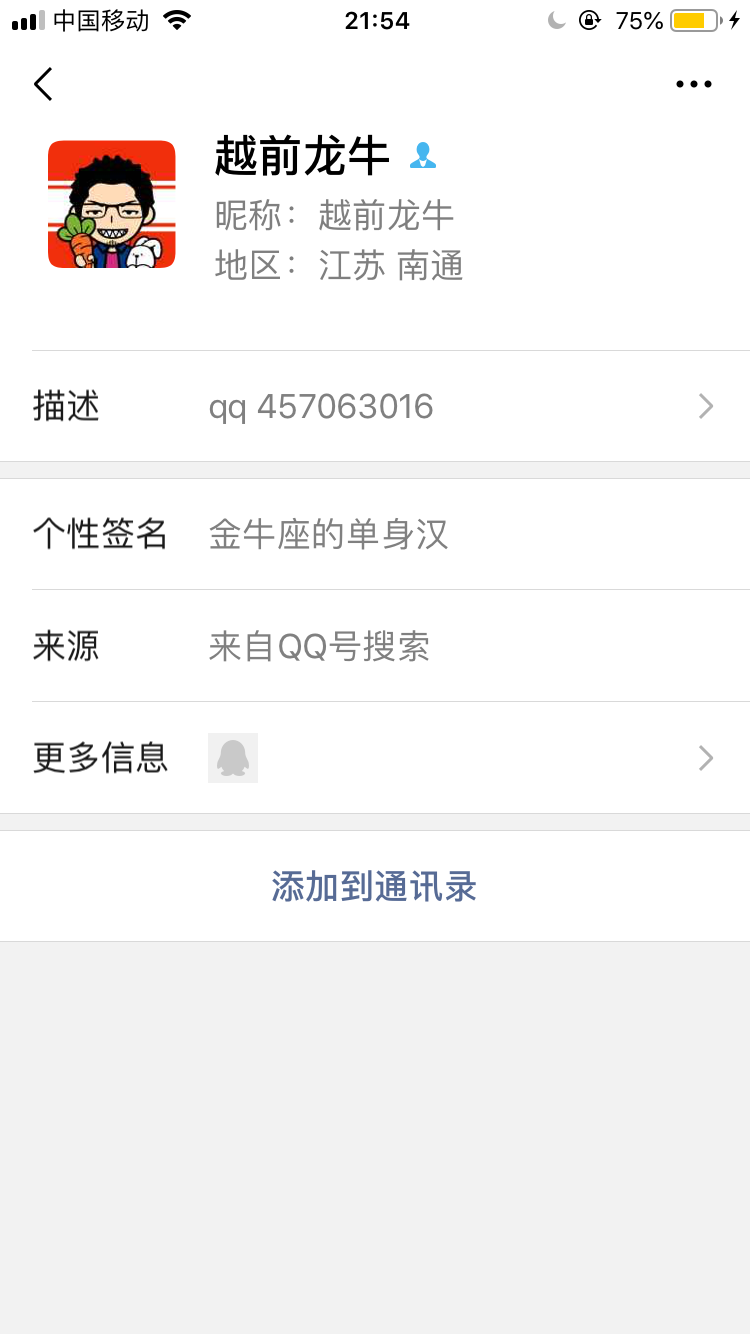 中国移动 21:54 75%
越前龙牛
昵称：越前龙牛
地区：江苏 南通
描述 qq 457063016
个性签名 金牛座的单身汉
来源 来自QQ号搜索
更多信息
添加到通讯录